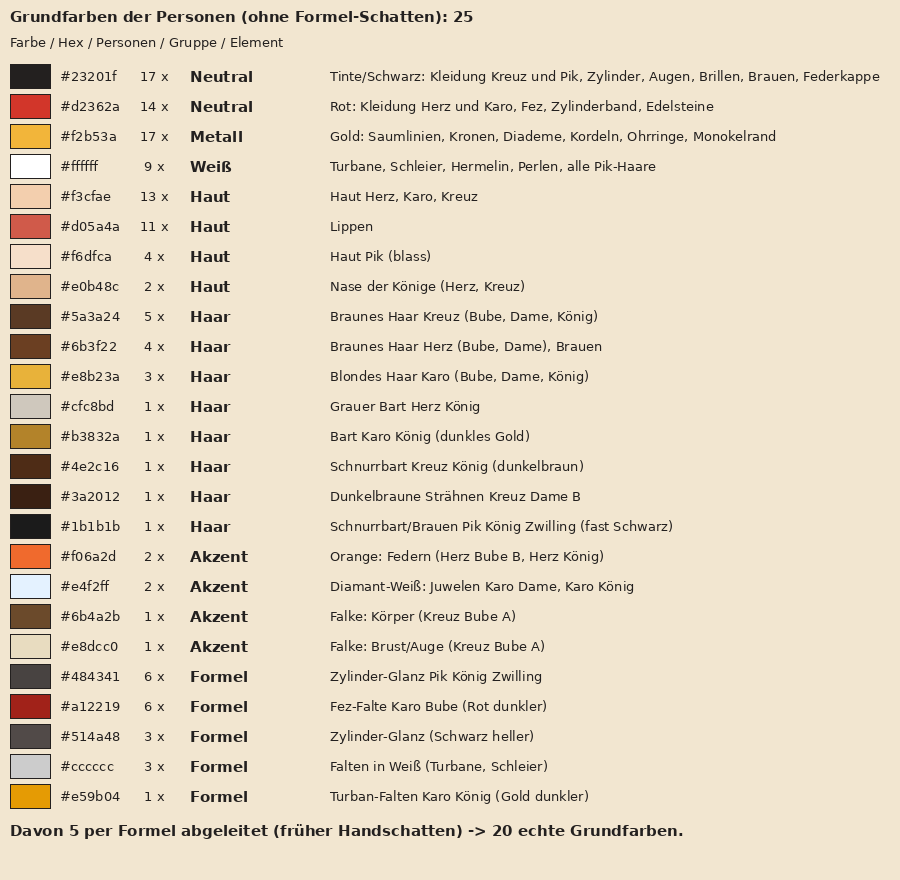 Grundfarben der Personen (ohne Formel-Schatten): 25
Farbe / Hex / Personen / Gruppe / Element
#23201f 17 x Neutral Tinte/Schwarz: Kleidung Kreuz und Pik, Zylinder, Augen, Brillen, Brauen, Federkappe
#d2362a 14 x Neutral Rot: Kleidung Herz und Karo, Fez, Zylinderband, Edelsteine
#f2b53a 17 x Metall Gold: Saumlinien, Kronen, Diademe, Kordeln, Ohrringe, Monokelrand
#ffffff 9 x Weiß Turbane, Schleier, Hermelin, Perlen, alle Pik-Haare
#f3cfae 13 x Haut Haut Herz, Karo, Kreuz
#d05a4a 11 x Haut Lippen
#f6dfca 4 x Haut Haut Pik (blass)
#e0b48c 2 x Haut Nase der Könige (Herz, Kreuz)
#5a3a24 5 x Haar Braunes Haar Kreuz (Bube, Dame, König)
#6b3f22 4 x Haar Braunes Haar Herz (Bube, Dame), Brauen
#e8b23a 3 x Haar Blondes Haar Karo (Bube, Dame, König)
#cfc8bd 1 x Haar Grauer Bart Herz König
#b3832a 1 x Haar Bart Karo König (dunkles Gold)
#4e2c16 1 x Haar Schnurrbart Kreuz König (dunkelbraun)
#3a2012 1 x Haar Dunkelbraune Strähnen Kreuz Dame B
#1b1b1b 1 x Haar Schnurrbart/Brauen Pik König Zwilling (fast Schwarz)
#f06a2d 2 x Akzent Orange: Federn (Herz Bube B, Herz König)
#e4f2ff 2 x Akzent Diamant-Weiß: Juwelen Karo Dame, Karo König
#6b4a2b 1 x Akzent Falke: Körper (Kreuz Bube A)
#e8dcc0 1 x Akzent Falke: Brust/Auge (Kreuz Bube A)
#484341 6 x Formel Zylinder-Glanz Pik König Zwilling
#a12219 6 x Formel Fez-Falte Karo Bube (Rot dunkler)
#514a48 3 x Formel Zylinder-Glanz (Schwarz heller)
#cccccc 3 x Formel Falten in Weiß (Turbane, Schleier)
#e59b04 1 x Formel Turban-Falten Karo König (Gold dunkler)
Davon 5 per Formel abgeleitet (früher Handschatten) -> 20 echte Grundfarben.